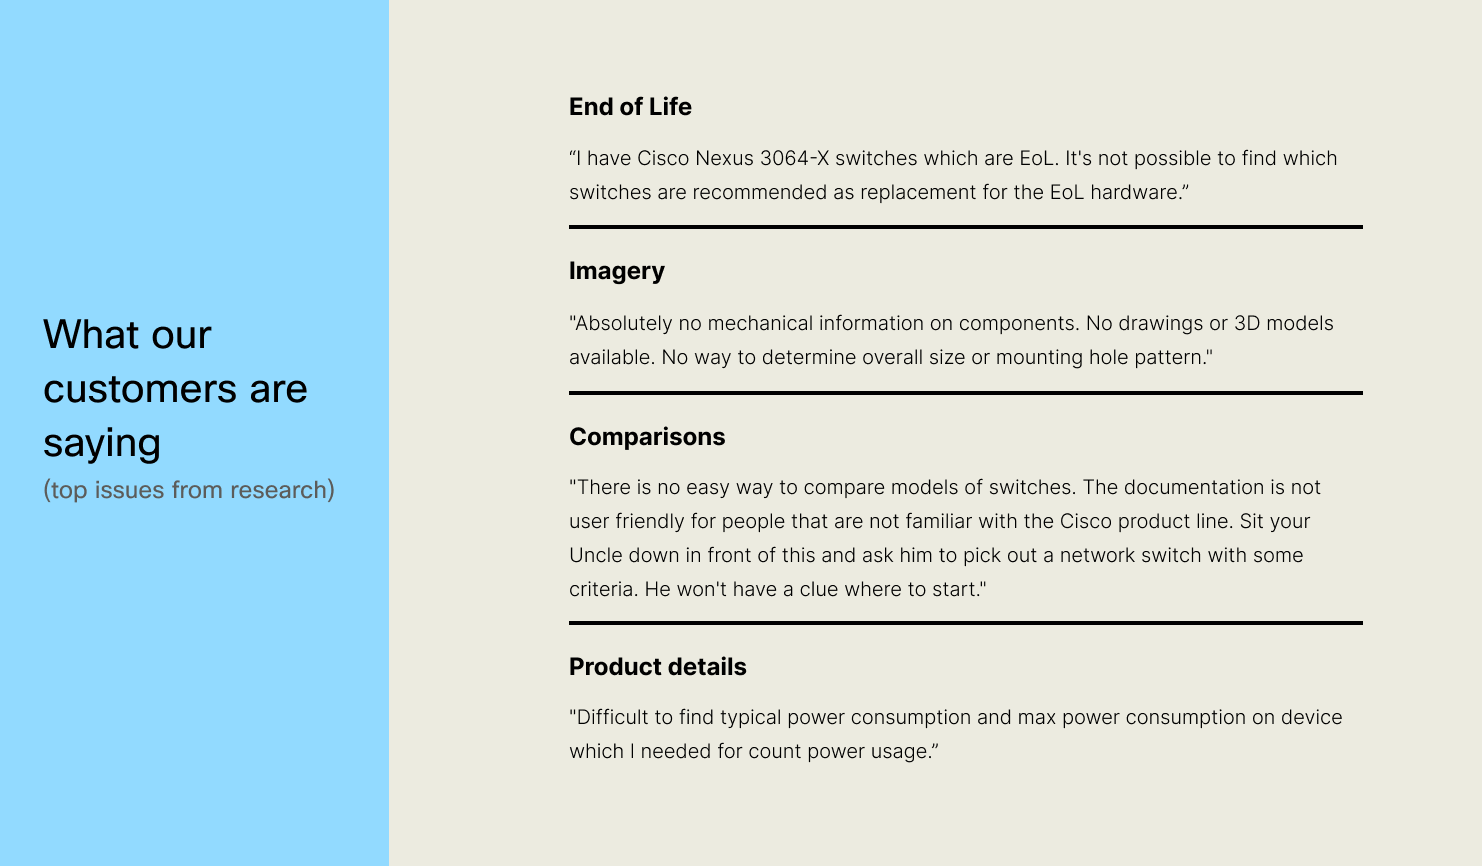 What our
customers are
saying
(top issues from research)
End of Life
“I have Cisco Nexus 3064-X switches which are EoL. It's not possible to find which
switches are recommended as replacement for the EoL hardware.”
Imagery
"Absolutely no mechanical information on components. No drawings or 3D models
available. No way to determine overall size or mounting hole pattern."
Comparisons
"There is no easy way to compare models of switches. The documentation is not
user friendly for people that are not familiar with the Cisco product line. Sit your
Uncle down in front of this and ask him to pick out a network switch with some
criteria. He won't have a clue where to start."
Product details
"Difficult to find typical power consumption and max power consumption on device
which I needed for count power usage.”